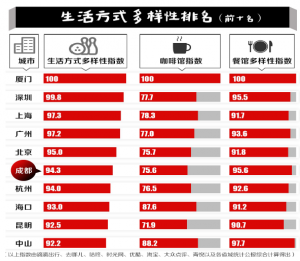 生活方式多样性排名（前十名）
城市 生活方式多样性指数 咖啡馆指数 餐馆多样性指数
厦门 100 100 100
深圳 99.8 77.7 95.5
上海 97.3 78.3 91.7
广州 97.2 77.0 93.6
北京 95.0 75.7 91.8
成都 94.3 75.6 95.6
杭州 94.0 76.5 92.6
海口 93.0 87.6 91.2
昆明 92.5 71.9 90.7
中山 92.2 88.2 97.7